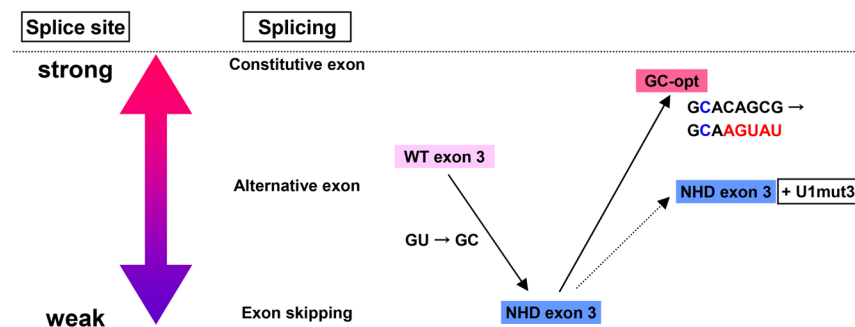 Splice site
Splicing
strong
Constitutive exon
GC-opt
GCACAGCG →
GCAAGUAU
WT exon 3
Alternative exon
NHD exon 3
+ U1mut3
GU → GC
weak
Exon skipping
NHD exon 3